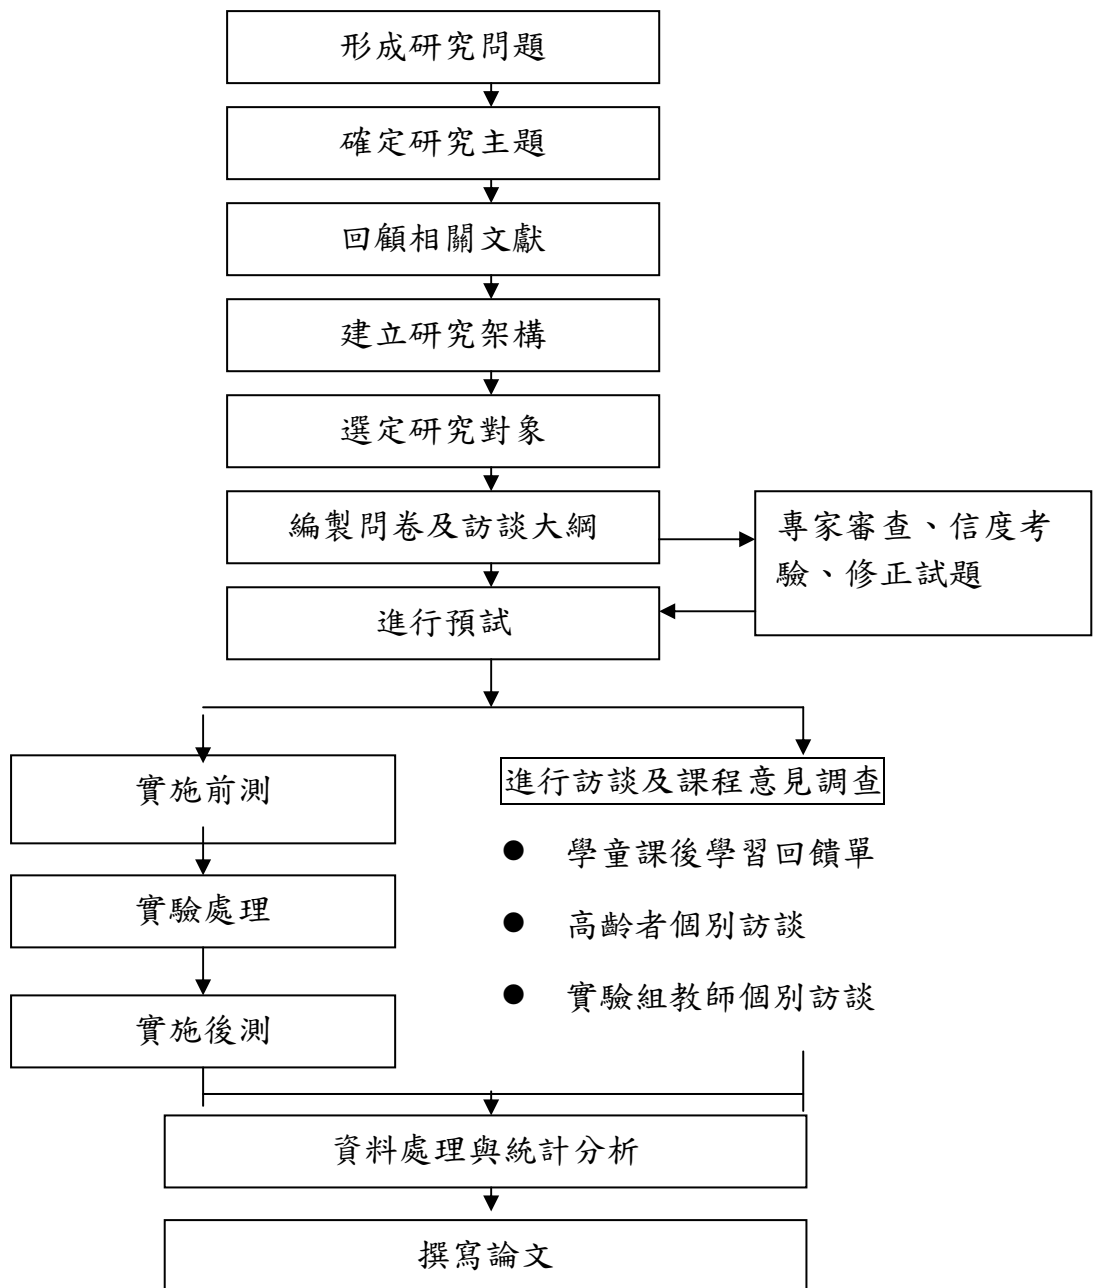 形成研究問題
確定研究主題
回顧相關文獻
建立研究架構
選定研究對象
編製問卷及訪談大綱
專家審查、信度考
驗、修正試題
進行預試
實施前測
實驗處理
實施後測
進行訪談及課程意見調查
● 學童課後學習回饋單
● 高齡者個別訪談
● 實驗組教師個別訪談
資料處理與統計分析
撰寫論文